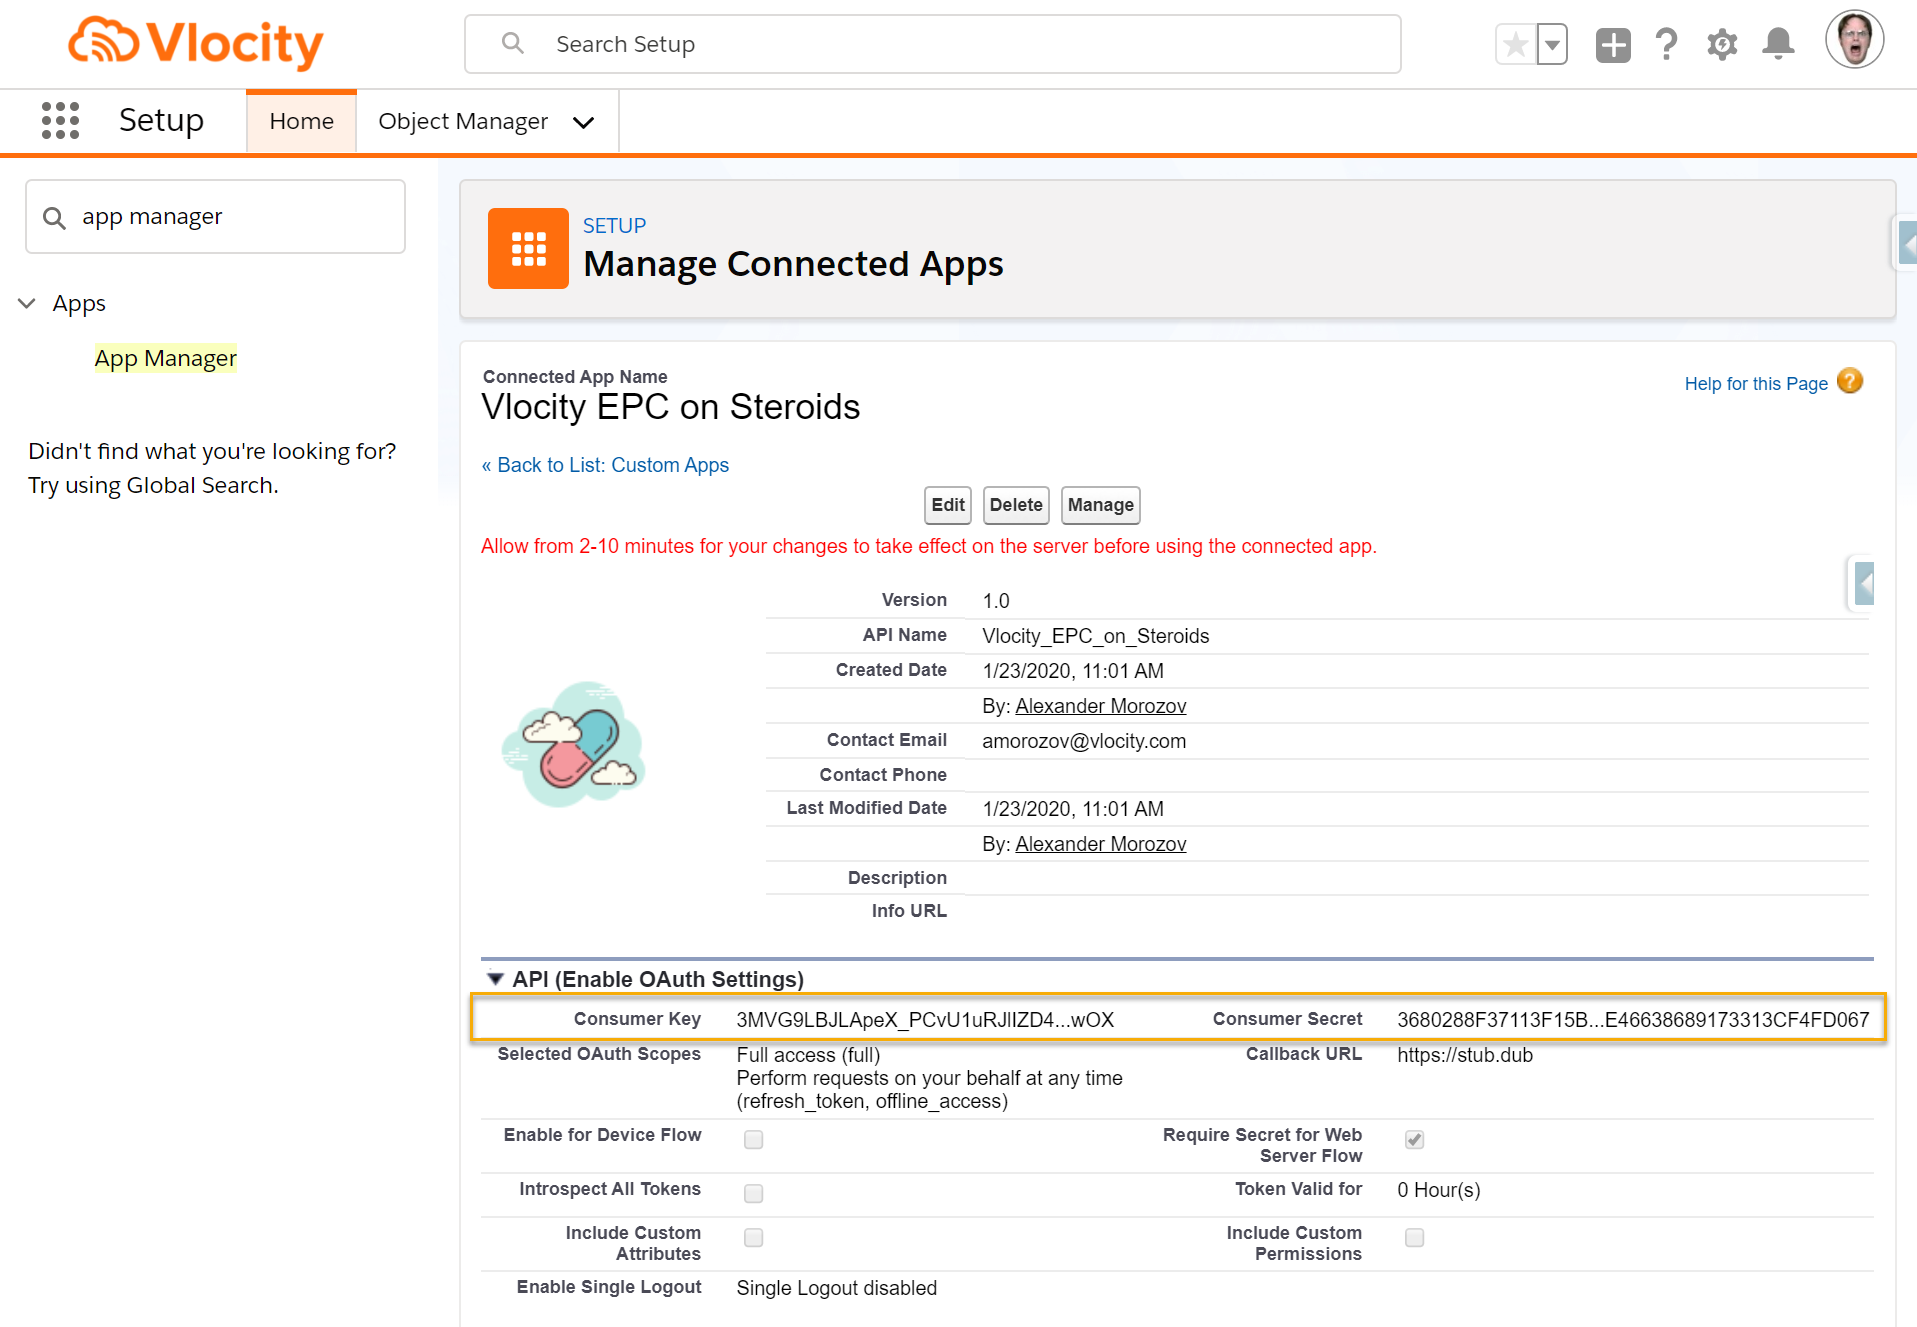 Vlocity
Search Setup
Setup
Home
Object Manager
app manager
Apps
App Manager
Didn't find what you're looking for?
Try using Global Search.
SETUP
Manage Connected Apps
Connected App Name
Vlocity EPC on Steroids
Help for this Page ?
« Back to List: Custom Apps
Edit Delete Manage
Allow from 2-10 minutes for your changes to take effect on the server before using the connected app.
Version 1.0
API Name Vlocity_EPC_on_Steroids
Created Date 1/23/2020, 11:01 AM
By: Alexander Morozov
Contact Email amorozov@vlocity.com
Contact Phone
Last Modified Date 1/23/2020, 11:01 AM
By: Alexander Morozov
Description
Info URL
API (Enable OAuth Settings)
Consumer Key 3MVG9LBJLApeX_PCvU1uRJlIZD4...wOX Consumer Secret 3680288F37113F15B...E46638689173313CF4FD067
Selected OAuth Scopes Full access (full) Callback URL https://stub.dub
Perform requests on your behalf at any time
(refresh_token, offline_access)
Enable for Device Flow Require Secret for Web
Server Flow
Introspect All Tokens Token Valid for 0 Hour(s)
Include Custom Include Custom
Attributes Permissions
Enable Single Logout Single Logout disabled